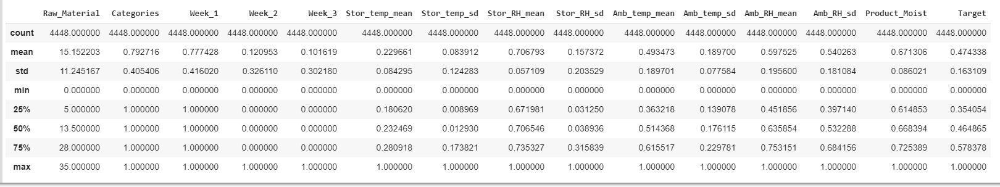 Raw_Material Categories Week_1 Week_2 Week_3 Stor_temp_mean Stor_temp_sd Stor_RH_mean Stor_RH_sd Amb_temp_mean Amb_temp_sd Amb_RH_mean Amb_RH_sd Product_Moist Target
count 4448.000000 4448.000000 4448.000000 4448.000000 4448.000000 4448.000000 4448.000000 4448.000000 4448.000000 4448.000000 4448.000000 4448.000000 4448.000000 4448.000000 4448.000000
mean 15.152203 0.792716 0.777428 0.120953 0.101619 0.229661 0.083912 0.706793 0.157372 0.493473 0.189700 0.597525 0.540263 0.671306 0.474338
std 11.245167 0.405406 0.416020 0.326110 0.302180 0.084295 0.124283 0.057109 0.203529 0.189701 0.077584 0.195600 0.181084 0.086021 0.163109
min 0.000000 0.000000 0.000000 0.000000 0.000000 0.000000 0.000000 0.000000 0.000000 0.000000 0.000000 0.000000 0.000000 0.000000 0.000000
25% 5.000000 1.000000 1.000000 0.000000 0.000000 0.180620 0.008969 0.671981 0.031250 0.363218 0.139078 0.451856 0.397140 0.614853 0.354054
50% 13.500000 1.000000 1.000000 0.000000 0.000000 0.232469 0.012930 0.706546 0.038936 0.514368 0.176115 0.635854 0.532288 0.668394 0.464865
75% 28.000000 1.000000 1.000000 0.000000 0.000000 0.280918 0.173821 0.735327 0.315839 0.615517 0.229781 0.753151 0.684156 0.725389 0.578378
max 35.000000 1.000000 1.000000 1.000000 1.000000 1.000000 1.000000 1.000000 1.000000 1.000000 1.000000 1.000000 1.000000 1.000000 1.000000